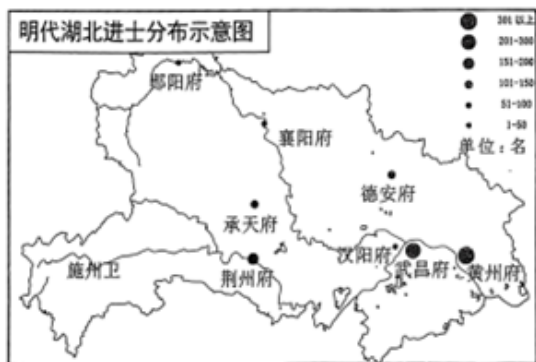 明代湖北进士分布示意图
301以上
201-300
151-200
101-150
51-100
1-50
单位：名
郧阳府
襄阳府
德安府
承天府
汉阳府
武昌府
黄州府
施州卫
荆州府